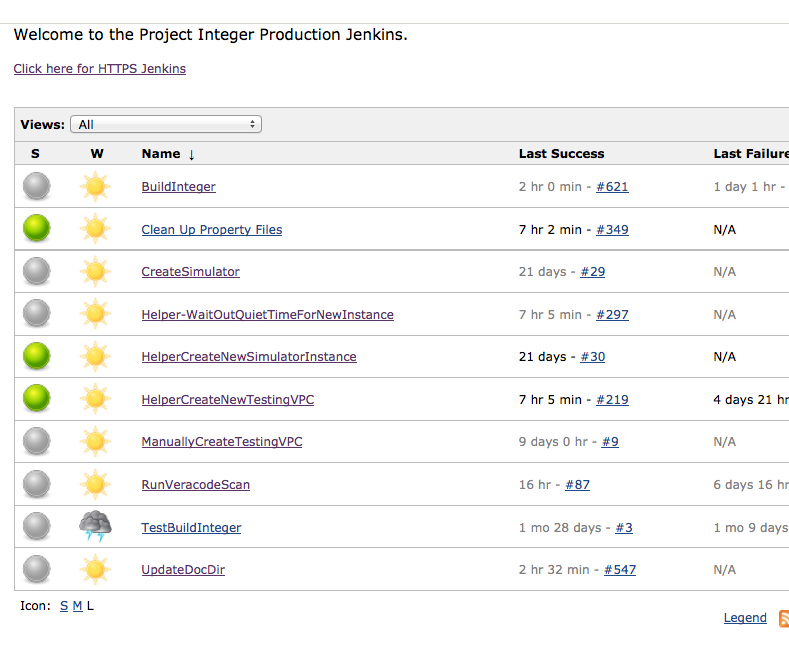 Welcome to the Project Integer Production Jenkins.
Click here for HTTPS Jenkins
Views: All
S W Name ↓ Last Success Last Failure
BuildInteger 2 hr 0 min - #621 1 day 1 hr -
Clean Up Property Files 7 hr 2 min - #349 N/A
CreateSimulator 21 days - #29 N/A
Helper-WaitOutQuietTimeForNewInstance 7 hr 5 min - #297 N/A
HelperCreateNewSimulatorInstance 21 days - #30 N/A
HelperCreateNewTestingVPC 7 hr 5 min - #219 4 days 21 hr
ManuallyCreateTestingVPC 9 days 0 hr - #9 N/A
RunVeracodeScan 16 hr - #87 6 days 16 hr
TestBuildInteger 1 mo 28 days - #3 1 mo 9 days
UpdateDocDir 2 hr 32 min - #547 N/A
Icon: S M L
Legend